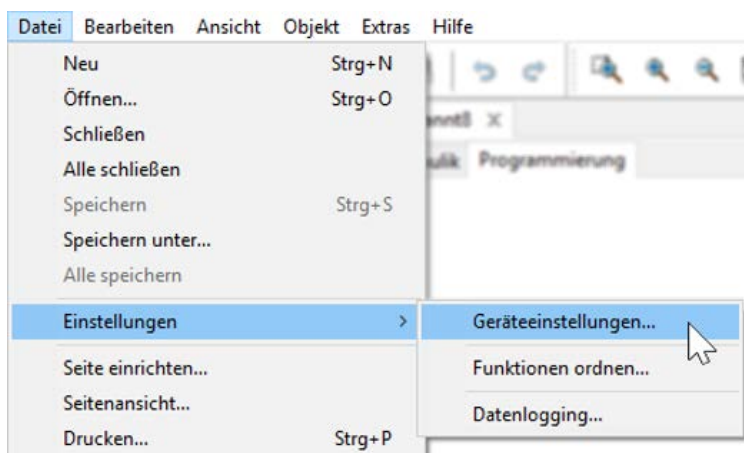 Datei Bearbeiten Ansicht Objekt Extras Hilfe
Neu Strg+N
Öffnen... Strg+O
Schließen
Alle schließen
Speichern Strg+S
Speichern unter...
Alle speichern
Einstellungen >
Geräteeinstellungen...
Funktionen ordnen...
Datenlogging...
Seite einrichten...
Seitenansicht...
Drucken... Strg+P
Programmierung